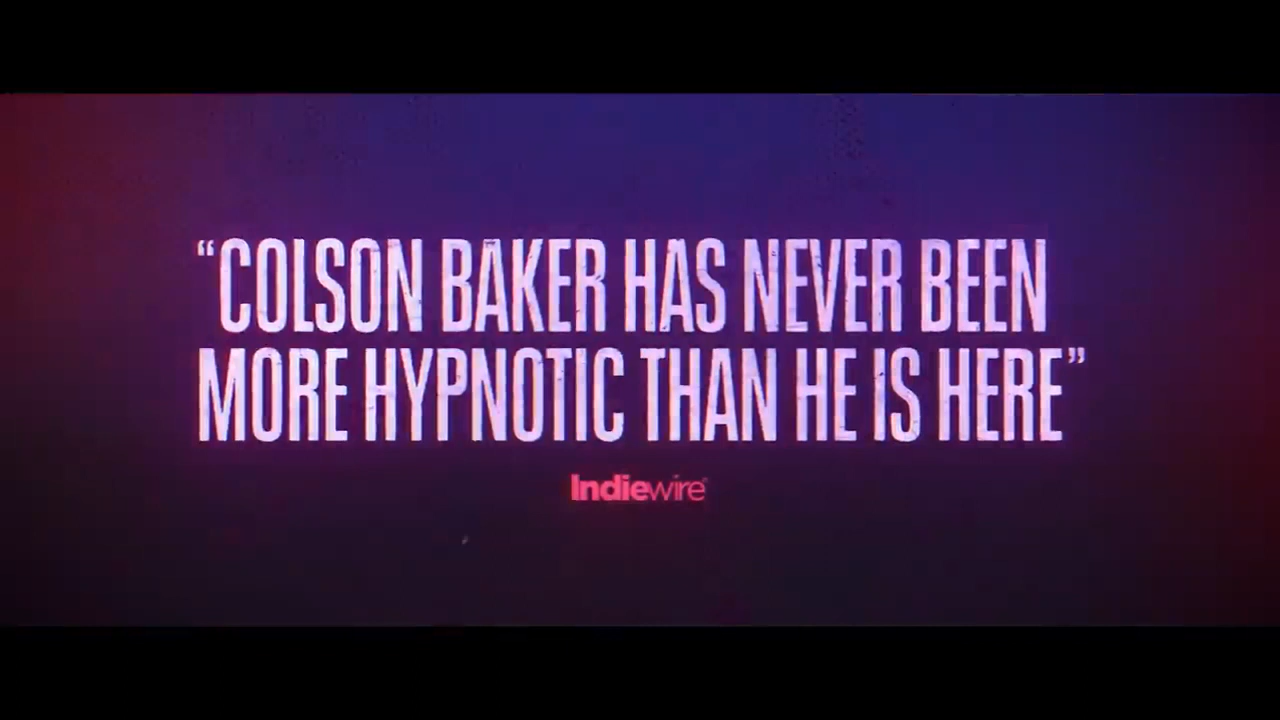 “COLSON BAKER HAS NEVER BEEN
MORE HYPNOTIC THAN HE IS HERE”
Indiewire